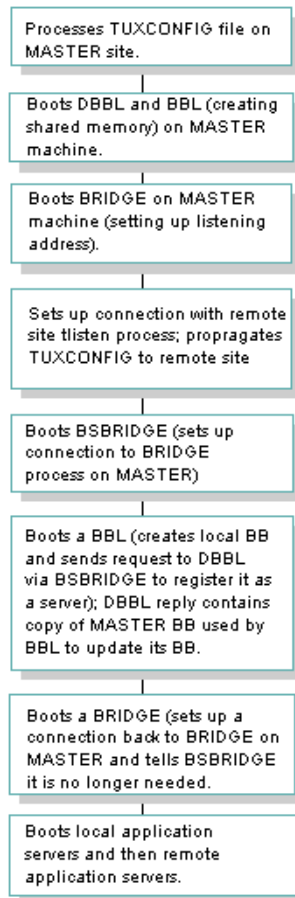 Processes TUXCONFIG file on
MASTER site.
Boots DBBL and BBL (creating
shared memory) on MASTER
machine.
Boots BRIDGE on MASTER
machine (setting up listening
address).
Sets up connection with remote
site tlisten process; propragates
TUXCONFIG to remote site
Boots BSBRIDGE (sets up
connection to BRIDGE
process on MASTER)
Boots a BBL (creates local BB
and sends request to DBBL
via BSBRIDGE to register it as
a server); DBBL reply contains
copy of MASTER BB used by
BBL to update its BB.
Boots a BRIDGE (sets up a
connection back to BRIDGE on
MASTER and tells BSBRIDGE
it is no longer needed.
Boots local application
servers and then remote
application servers.